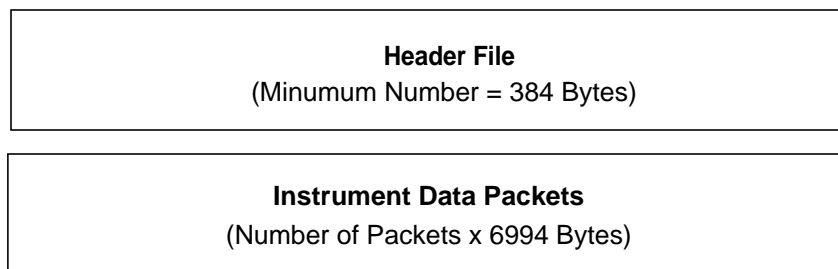 Header File
(Minumum Number = 384 Bytes)
Instrument Data Packets
(Number of Packets x 6994 Bytes)